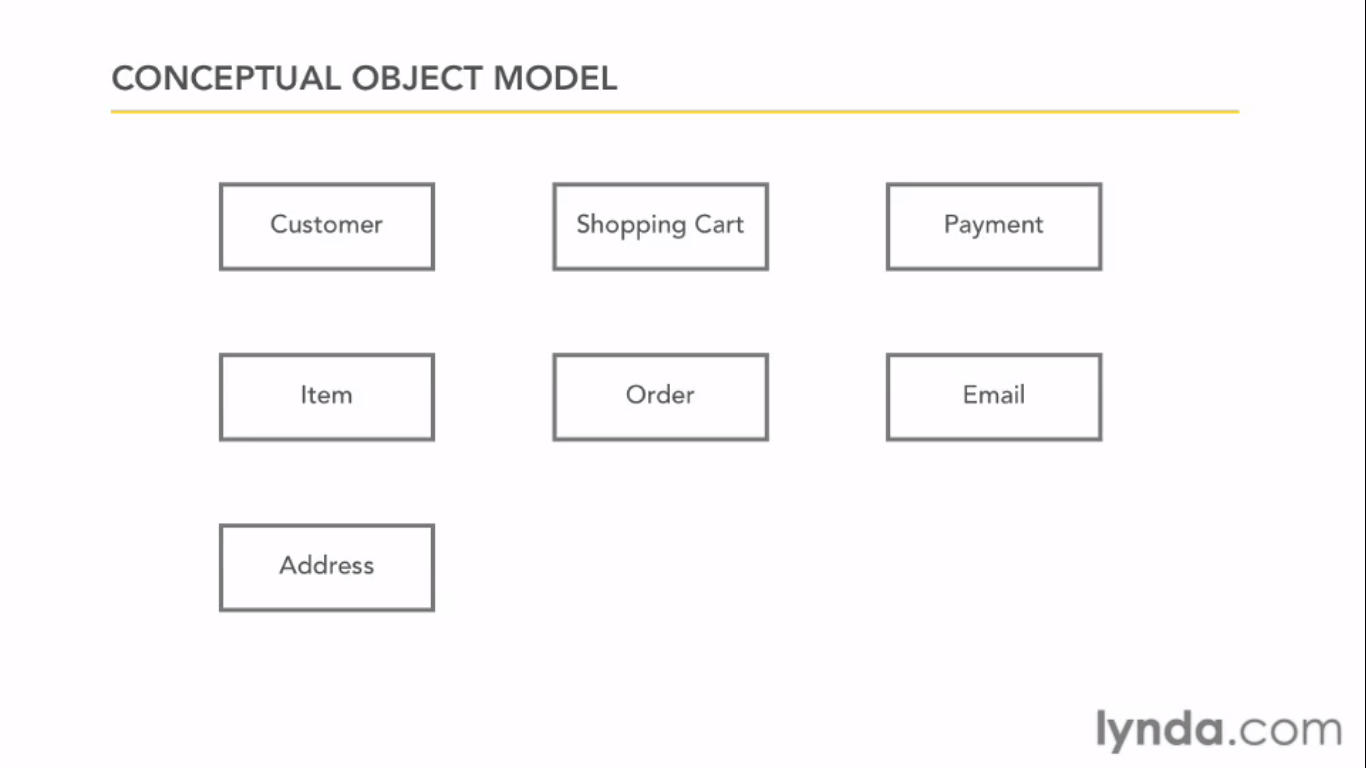 CONCEPTUAL OBJECT MODEL
Customer
Shopping Cart
Payment
Item
Order
Email
Address
lynda.com